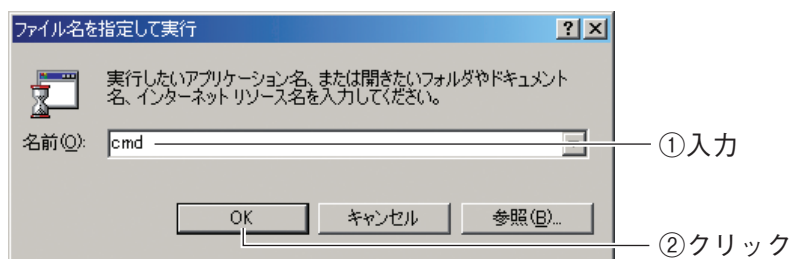 ファイル名を指定して実行
実行したいアプリケーション名、または開きたいフォルダやドキュメント
名、インターネット リソース名を入力してください。
名前(O): cmd ①入力
OK キャンセル 参照(B)...
②クリック